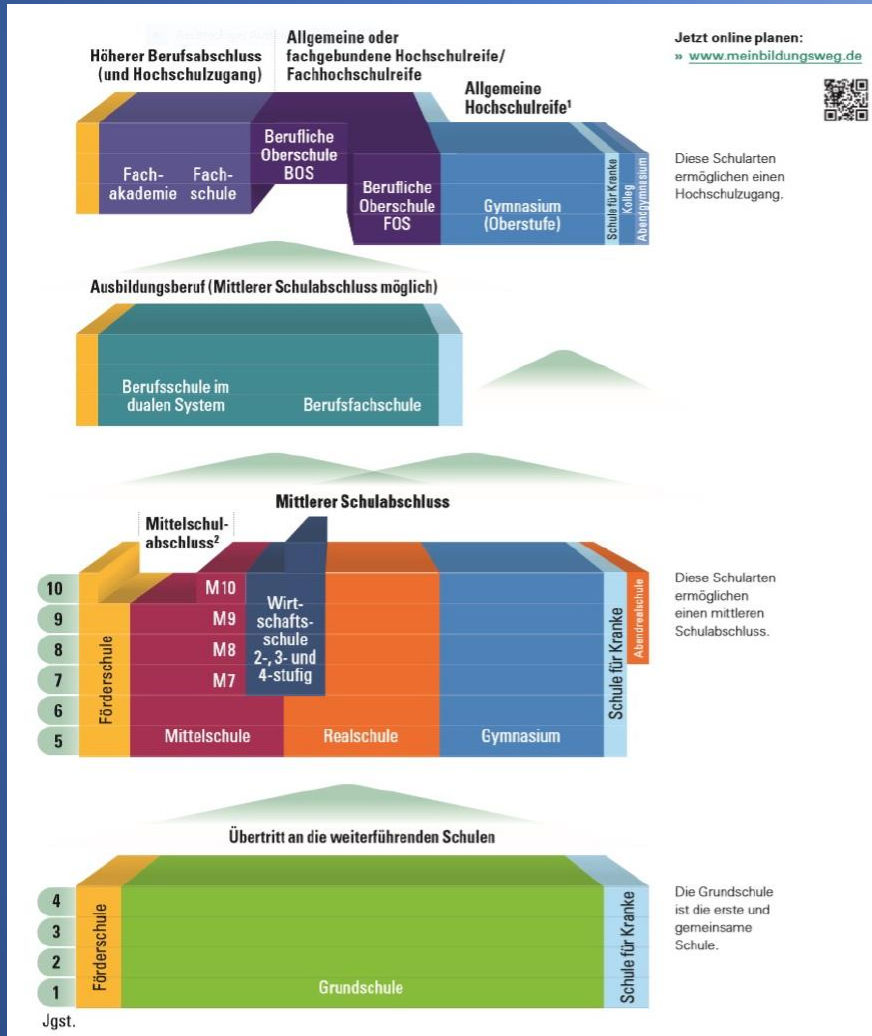 Jetzt online planen:
» www.meinbildungsweg.de
Höherer Berufsabschluss
(und Hochschulzugang)
Allgemeine oder
fachgebundene Hochschulreife/
Fachhochschulreife
Allgemeine
Hochschulreife¹
Fach-
akademie
Fach-
schule
Berufliche
Oberschule
BOS
Berufliche
Oberschule
FOS
Gymnasium
(Oberstufe)
Schule für Kranke
Kolleg
Abendgymnasium
Diese Schularten
ermöglichen einen
Hochschulzugang.
Ausbildungsberuf (Mittlerer Schulabschluss möglich)
Berufsschule im
dualen System
Berufsfachschule
Mittlerer Schulabschluss
Mittelschul-
abschluss²
10
9
8
7
6
5
Förderschule
M10
M9
M8
M7
Mittelschule
Wirt-
schafts-
schule
2-, 3- und
4-stufig
Realschule
Gymnasium
Schule für Kranke
Abendrealschule
Diese Schularten
ermöglichen
einen mittleren
Schulabschluss.
Übertritt an die weiterführenden Schulen
4
3
2
1
Jgst.
Förderschule
Grundschule
Schule für Kranke
Die Grundschule
ist die erste und
gemeinsame
Schule.